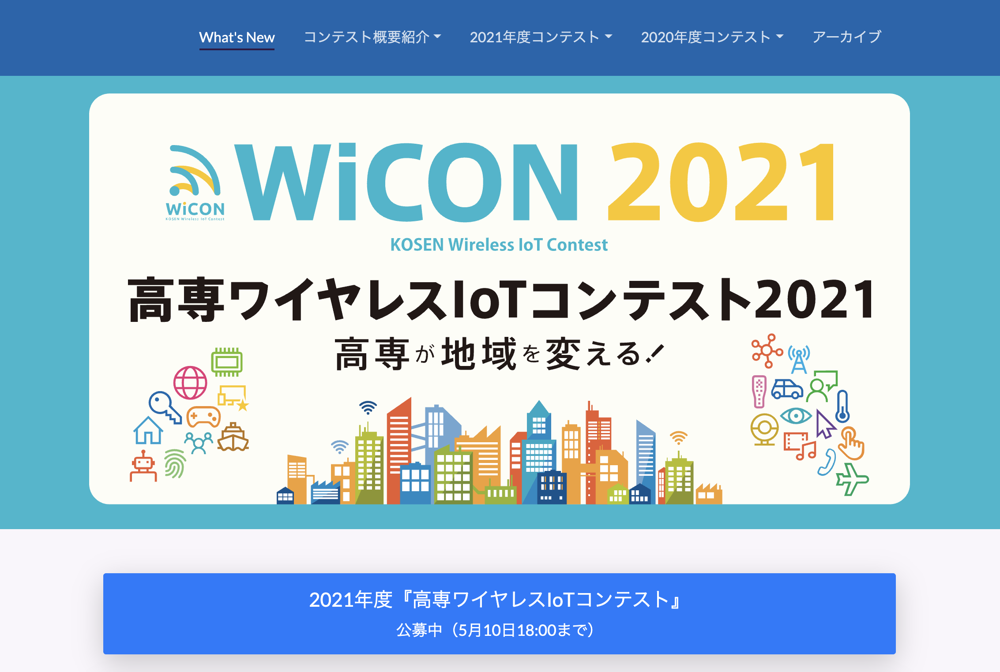 What's New コンテスト概要紹介 2021年度コンテスト 2020年度コンテスト アーカイブ
WiCON 2021
WiCON
KOSEN Wireless IoT Contest
KOSEN Wireless IoT Contest
高専ワイヤレスIoTコンテスト2021
高専が地域を変える！
2021年度『高専ワイヤレスIoTコンテスト』
公募中（5月10日18:00まで）